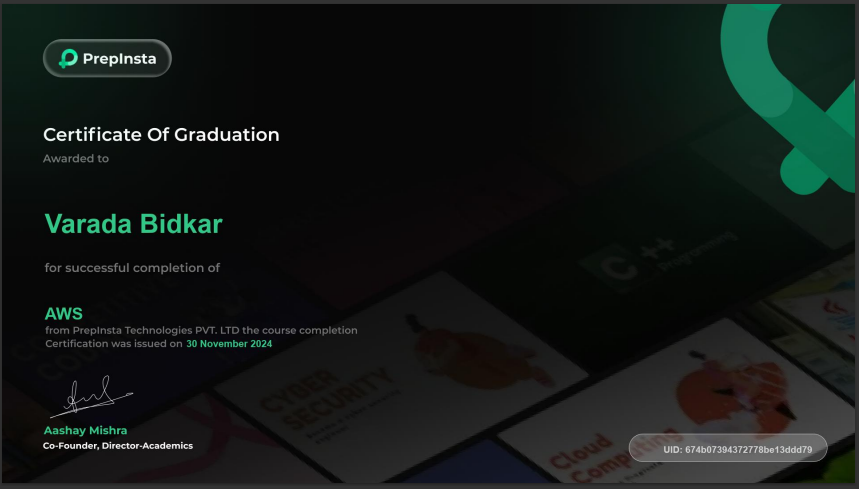 PrepInsta
Certificate Of Graduation
Awarded to
Varada Bidkar
for successful completion of
AWS
from PrepInsta Technologies PVT. LTD the course completion
Certification was issued on 30 November 2024
Aashay Mishra
Co-Founder, Director-Academics
C ++
Programming
CYBER
SECURITY
Cloud
Computing
UID: 674b07394372778be13ddd79